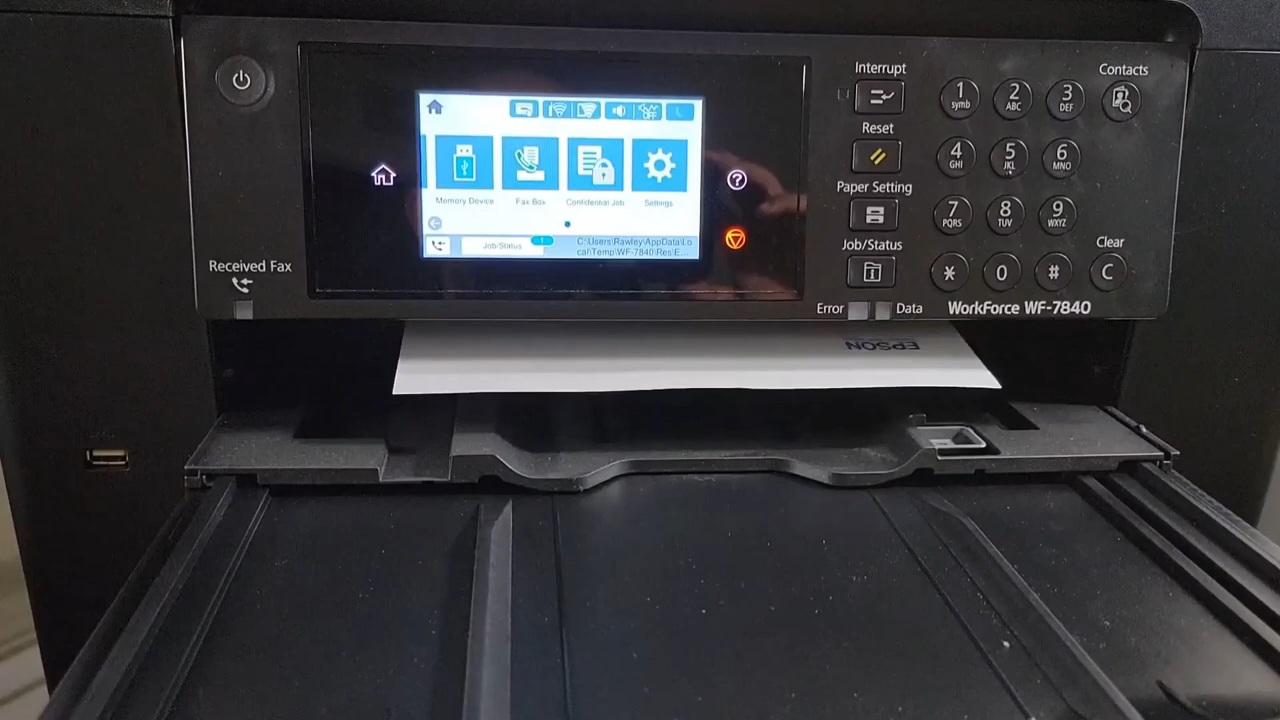 Interrupt
Reset
Paper Setting
Job/Status
Contacts
Clear
1
symb
2
ABC
3
DEF
4
GHI
5
JKL
6
MNO
7
PQRS
8
TUV
9
WXYZ
*
0
#
C
Memory Device
Fax Box
Confidential Job
Settings
Job/Status
1
C:\Users\Rawley\AppData\Lo
cal\Temp\WF-7840\Res\E...
Received Fax
Error
Data
WorkForce WF-7840
EPSON